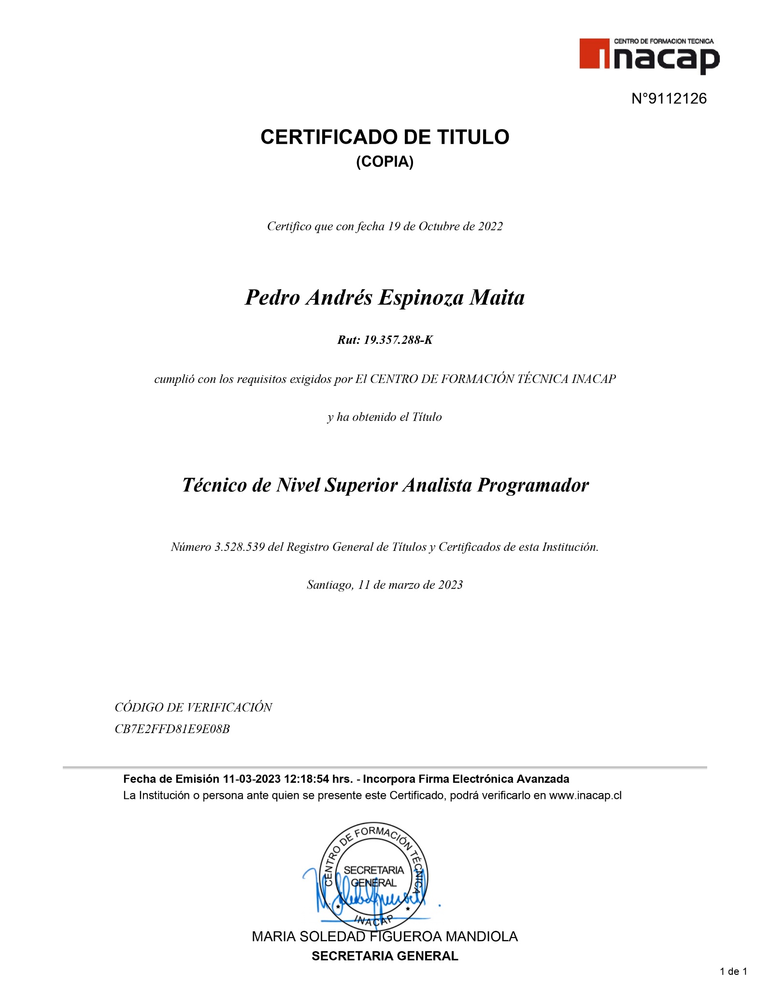 CENTRO DE FORMACION TECNICA
inacap
N°9112126
CERTIFICADO DE TITULO
(COPIA)
Certifico que con fecha 19 de Octubre de 2022
Pedro Andrés Espinoza Maita
Rut: 19.357.288-K
cumplió con los requisitos exigidos por El CENTRO DE FORMACIÓN TÉCNICA INACAP
y ha obtenido el Título
Técnico de Nivel Superior Analista Programador
Número 3.528.539 del Registro General de Títulos y Certificados de esta Institución.
Santiago, 11 de marzo de 2023
CÓDIGO DE VERIFICACIÓN
CB7E2FFD81E9E08B
Fecha de Emisión 11-03-2023 12:18:54 hrs. - Incorpora Firma Electrónica Avanzada
La Institución o persona ante quien se presente este Certificado, podrá verificarlo en www.inacap.cl
CENTRO DE FORMACIÓN TÉCNICA
SECRETARIA
GENERAL
INACAP
MARIA SOLEDAD FIGUEROA MANDIOLA
SECRETARIA GENERAL
1 de 1